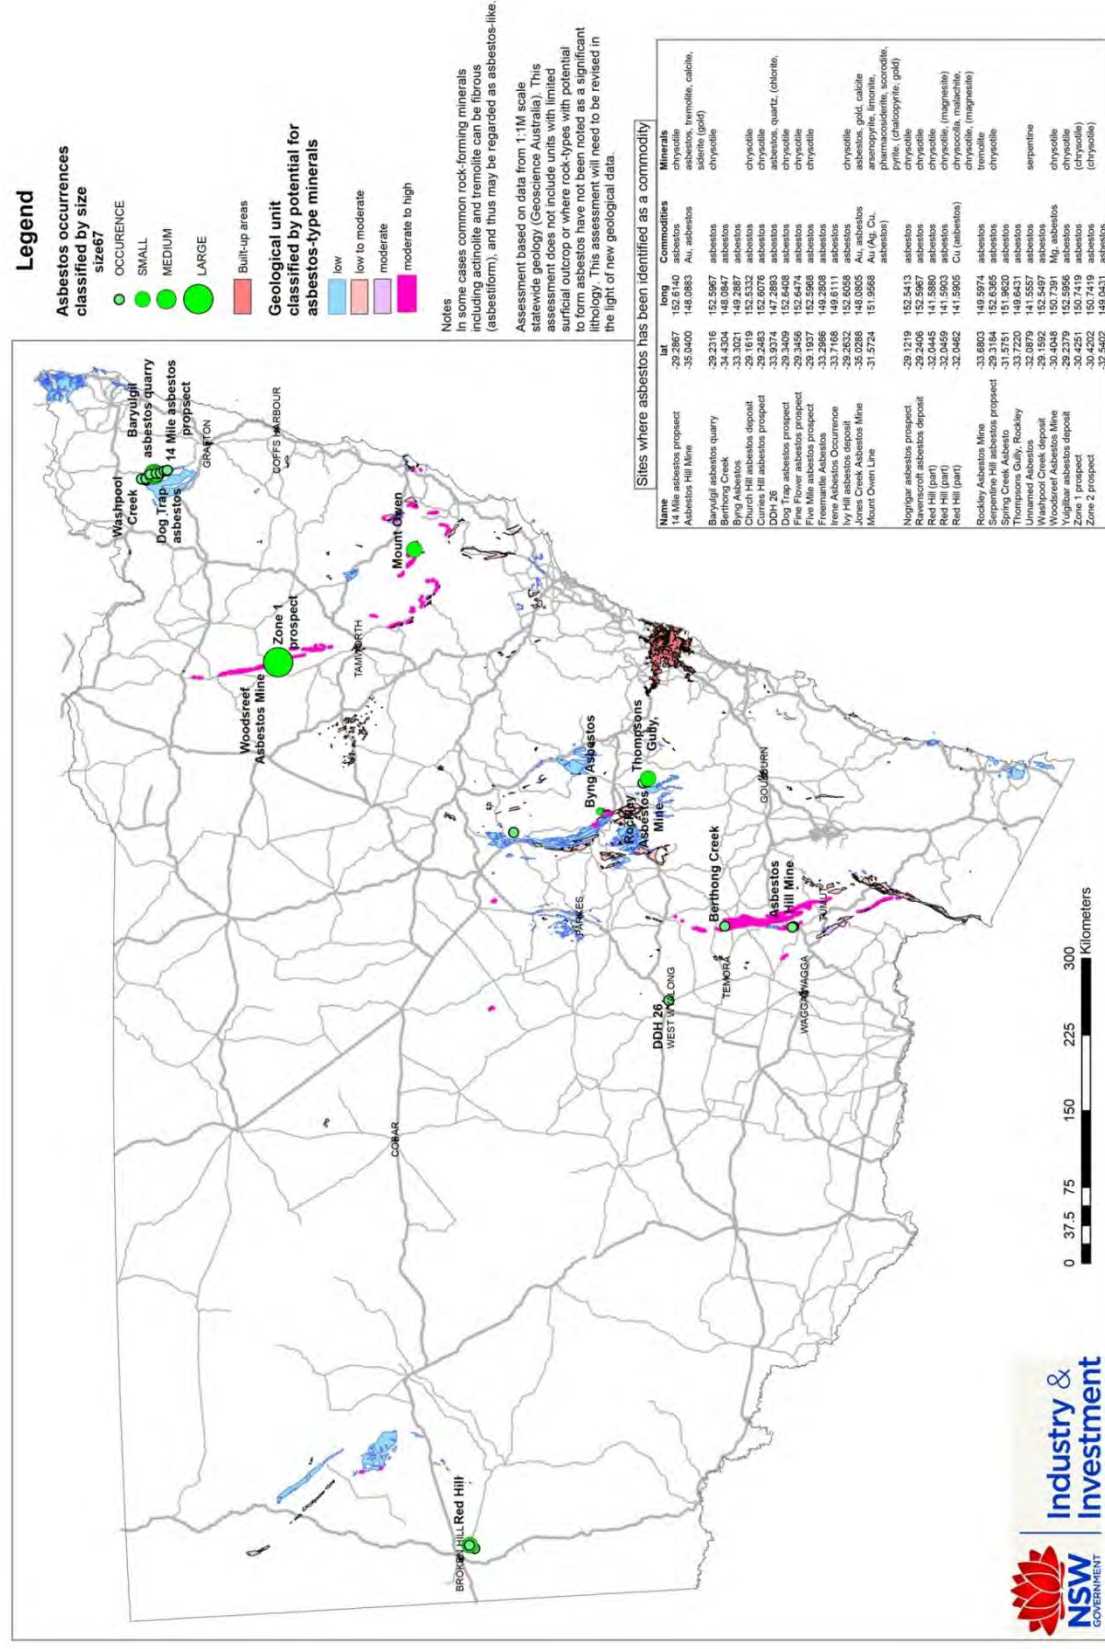 Legend
Asbestos occurrences
classified by size
size67
OCCURENCE
SMALL
MEDIUM
LARGE
Built-up areas
Geological unit
classified by potential for
asbestos-type minerals
low
low to moderate
moderate
moderate to high
Notes
In some cases common rock-forming minerals
including actinolite and tremolite can be fibrous
(asbestiform), and thus may be regarded as asbestos-like.
Assessment based on data from 1:1M scale
statewide geology (Geoscience Australia). This
assessment does not include units with limited
surficial outcrop or where rock-types with potential
to form asbestos have not been noted as a significant
lithology. This assessment will need to be revised in
the light of new geological data.
Sites where asbestos has been identified as a commodity
Name lat long Commodities Minerals
14 Mile asbestos propsect -29.2867 152.6140 asbestos chrysotile
Asbestos Hill Mine -35.0400 148.0883 Au, asbestos asbestos, tremolite, calcite,
siderite (gold)
Baryulgil asbestos quarry -29.2316 152.5967 asbestos chrysotile
Berthong Creek -34.4304 148.0847 asbestos
Byng Asbestos -33.3021 149.2887 asbestos chrysotile
Church Hill asbestos deposit -29.1619 152.5332 asbestos chrysotile
Curries Hill asbestos prospect -29.2483 152.6076 asbestos chrysotile
DDH 26 -33.9374 147.2893 asbestos asbestos, quartz, (chlorite,
Dog Trap asbestos prospect -29.3409 152.6408 asbestos chrysotile
Fine Flower asbestos prospect -29.3456 152.6474 asbestos chrysotile
Five Mile asbestos prospect -29.1937 152.5968 asbestos chrysotile
Freemantle Asbestos -33.2986 149.2808 asbestos
Irene Asbestos Occurrence -33.7168 149.6111 asbestos
Ivy Hill asbestos deposit -29.2632 152.6058 asbestos chrysotile
Jones Creek Asbestos Mine -35.0288 148.0805 Au, asbestos asbestos, gold, calcite
Mount Owen Line -31.5724 151.9568 Au (Ag, Cu, asbestos) arsenopyrite, limonite,
pharmacosiderite, scorodite,
pyrite, (chalcopyrite, gold)
Nogrigar asbestos prospect -29.1219 152.5413 asbestos chrysotile
Ravenscroft asbestos deposiit -29.2406 152.5967 asbestos chrysotile
Red Hill (part) -32.0445 141.5880 asbestos chrysotile
Red Hill (part) -32.0459 141.5903 asbestos chrysotile, (magnesite)
Red Hill (part) -32.0462 141.5905 Cu (asbestos) chrysocolla, malachite,
chrysotile, (magnesite)
Rockley Asbestos Mine -33.6803 149.5974 asbestos tremolite
Serpentine Hill asbestos propsect -29.3184 152.6365 asbestos chrysotile
Spring Creek Asbesto -31.5751 151.9620 asbestos
Thompsons Gully, Rockley -33.7220 149.6431 asbestos
Unnamed Asbestos -32.0879 141.5557 asbestos serpentine
Washpool Creek deposit -29.1592 152.5497 asbestos
Woodsreef Asbestos Mine -30.4048 150.7391 Mg, asbestos chrysotile
Yulgilbar asbestos deposit -29.2379 152.5956 asbestos chrysotile
Zone 1 prospect -30.4251 150.7419 asbestos (chrysotile)
Zone 2 prospect -30.4202 150.7419 asbestos (chrysotile)
-32.5402 149.0431 asbestos
Washpool
Creek
Baryulgil
asbestos quarry
14 Mile asbestos
propsect
Dog Trap
asbestos
GRAFTON
COFFS HARBOUR
Mount Owen
Zone 1
prospect
Woodsreef
Asbestos Mine
TAMWORTH
Byng Asbestos
Thompsons
Gully,
Rockley
Asbestos
Mine
GOULBURN
Berthong Creek
Asbestos
Hill Mine
TUMUT
PARKES
DDH 26
WEST WYALONG
TEMORA
WAGGA WAGGA
COBAR
BROKEN HILL
Red Hill
0 37.5 75 150 225 300
Kilometers
NSW
GOVERNMENT
Industry &
Investment